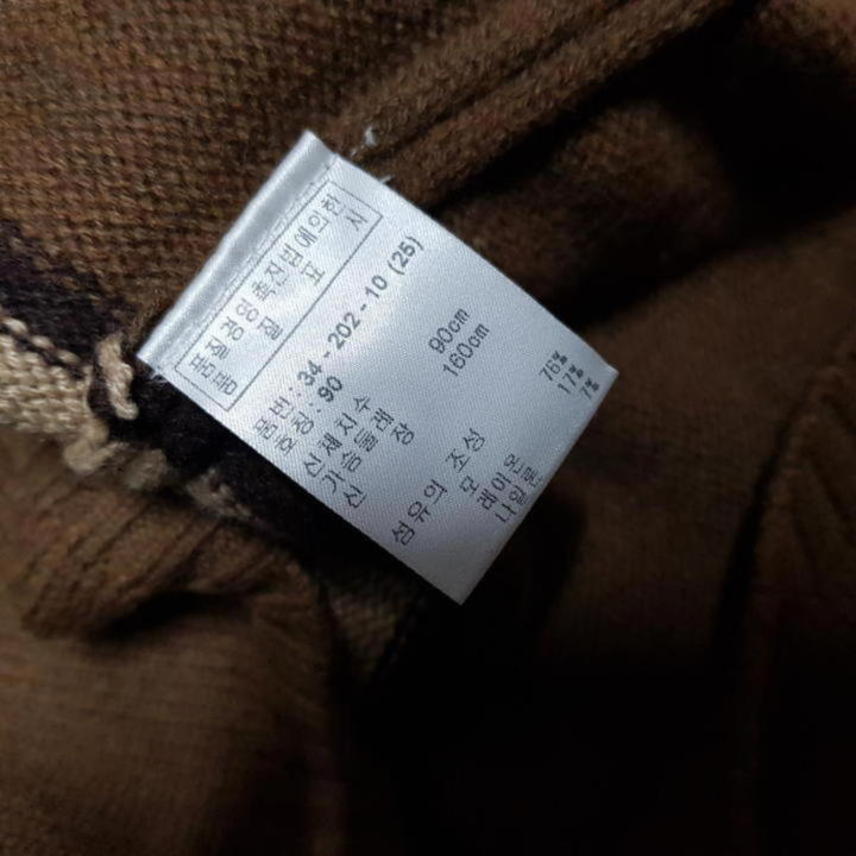 품질경영촉진법에의한
품 질 표 시
품번 : 34 - 202 - 10 (25)
호칭 : 90
신체치수
가슴둘레 90cm
신 장 160cm
섬유의 조성
모 76%
레이온 17%
나일론 7%